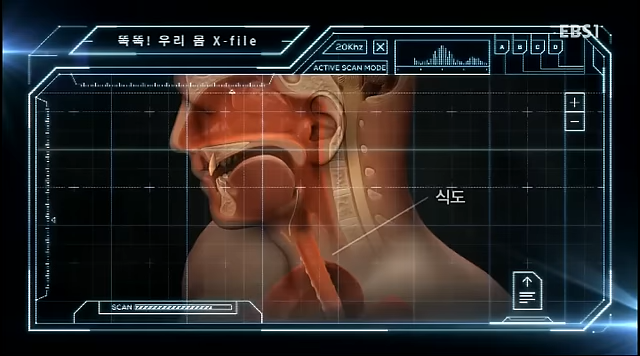 똑똑! 우리 몸 X-file
EBS1
20Khz
A B C D
ACTIVE SCAN MODE
식도
SCAN